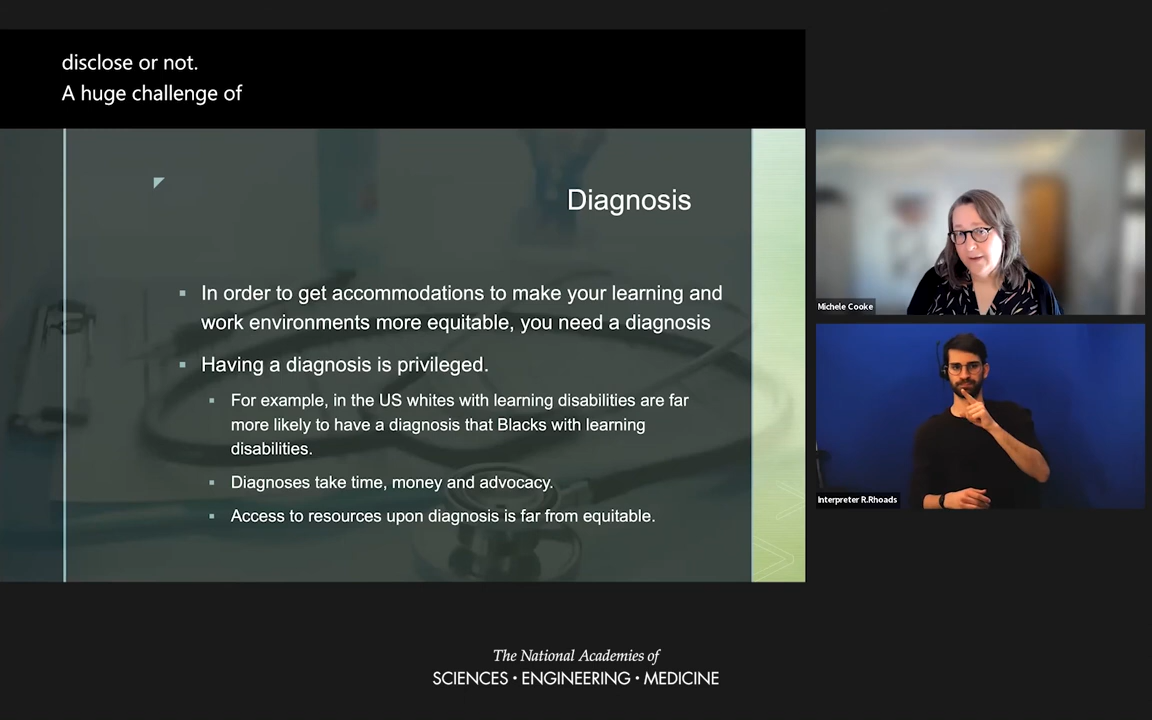 disclose or not.
A huge challenge of
Diagnosis
In order to get accommodations to make your learning and
work environments more equitable, you need a diagnosis
Having a diagnosis is privileged.
For example, in the US whites with learning disabilities are far
more likely to have a diagnosis that Blacks with learning
disabilities.
Diagnoses take time, money and advocacy.
Access to resources upon diagnosis is far from equitable.
Michele Cooke
Interpreter R.Rhoads
The National Academies of
SCIENCES • ENGINEERING • MEDICINE